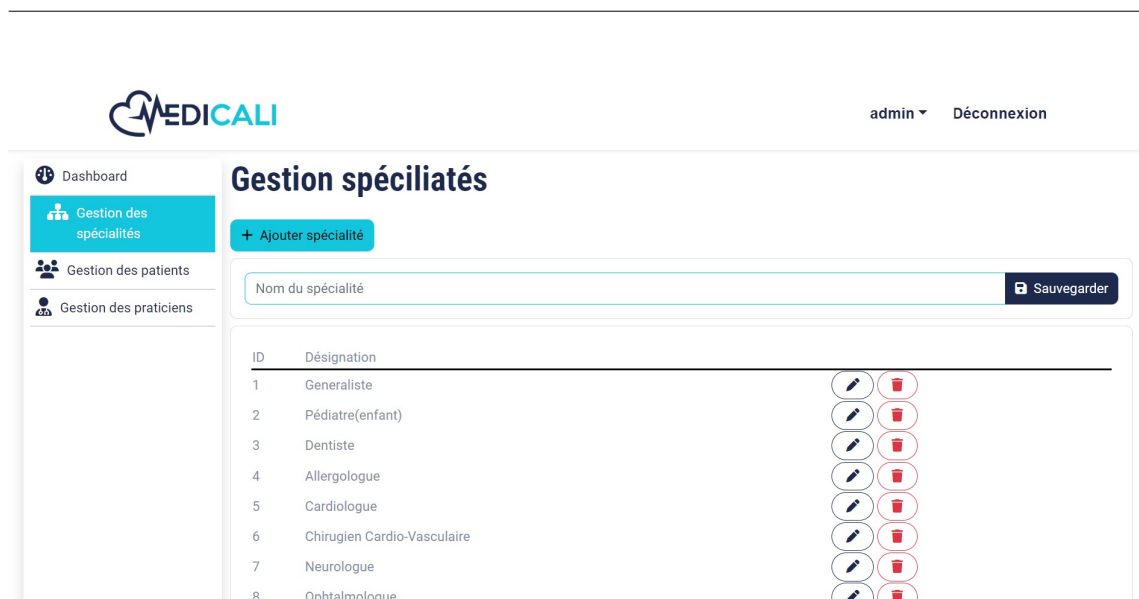 MEDICALI
admin
Déconnexion
Dashboard
Gestion des
spécialités
Gestion des patients
Gestion des praticiens
Gestion spéciliatés
+ Ajouter spécialité
Nom du spécialité
Sauvegarder
ID Désignation
1 Generaliste
2 Pédiatre(enfant)
3 Dentiste
4 Allergologue
5 Cardiologue
6 Chirugien Cardio-Vasculaire
7 Neurologue
8 Ophtalmologue